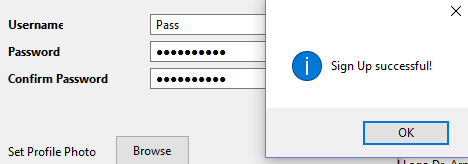 Username
Pass
Password
••••••••••
Confirm Password
••••••••••
Sign Up successful!
OK
Set Profile Photo
Browse